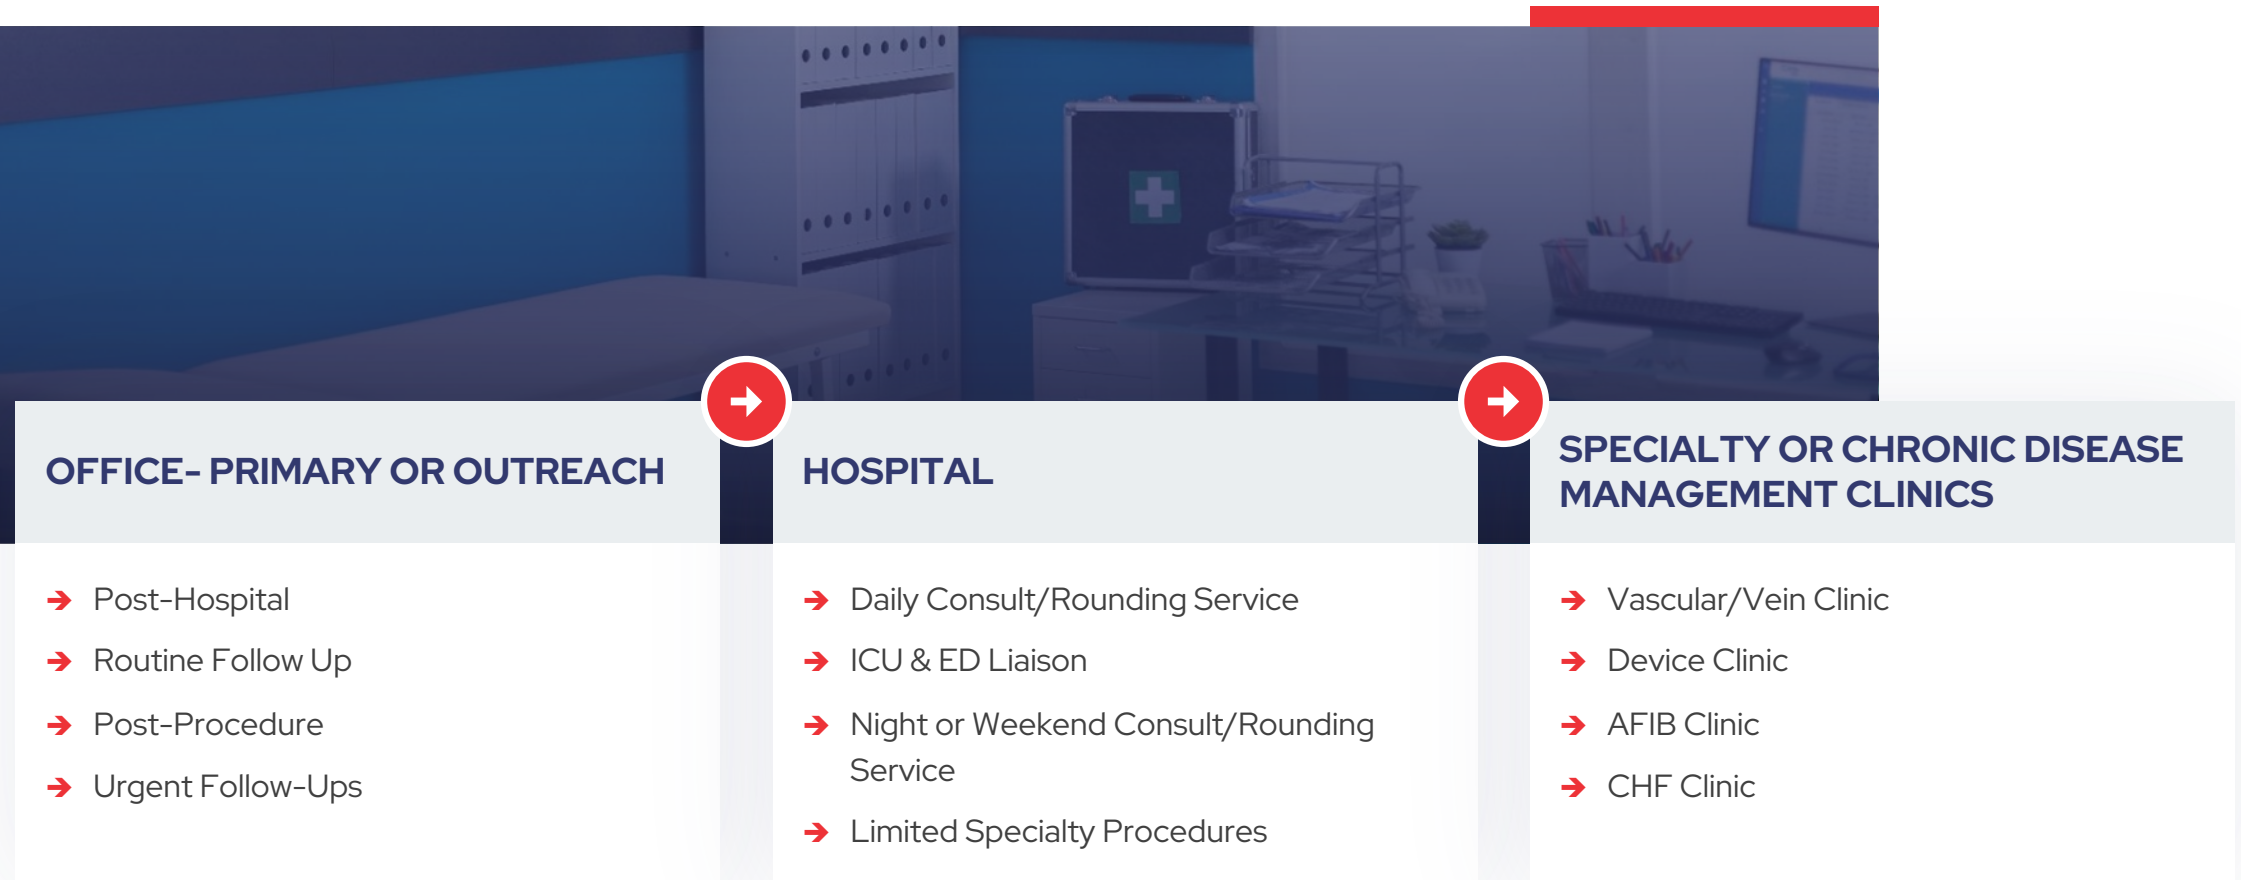 OFFICE- PRIMARY OR OUTREACH
Post-Hospital
Routine Follow Up
Post-Procedure
Urgent Follow-Ups
HOSPITAL
Daily Consult/Rounding Service
ICU & ED Liaison
Night or Weekend Consult/Rounding
Service
Limited Specialty Procedures
SPECIALTY OR CHRONIC DISEASE
MANAGEMENT CLINICS
Vascular/Vein Clinic
Device Clinic
AFIB Clinic
CHF Clinic